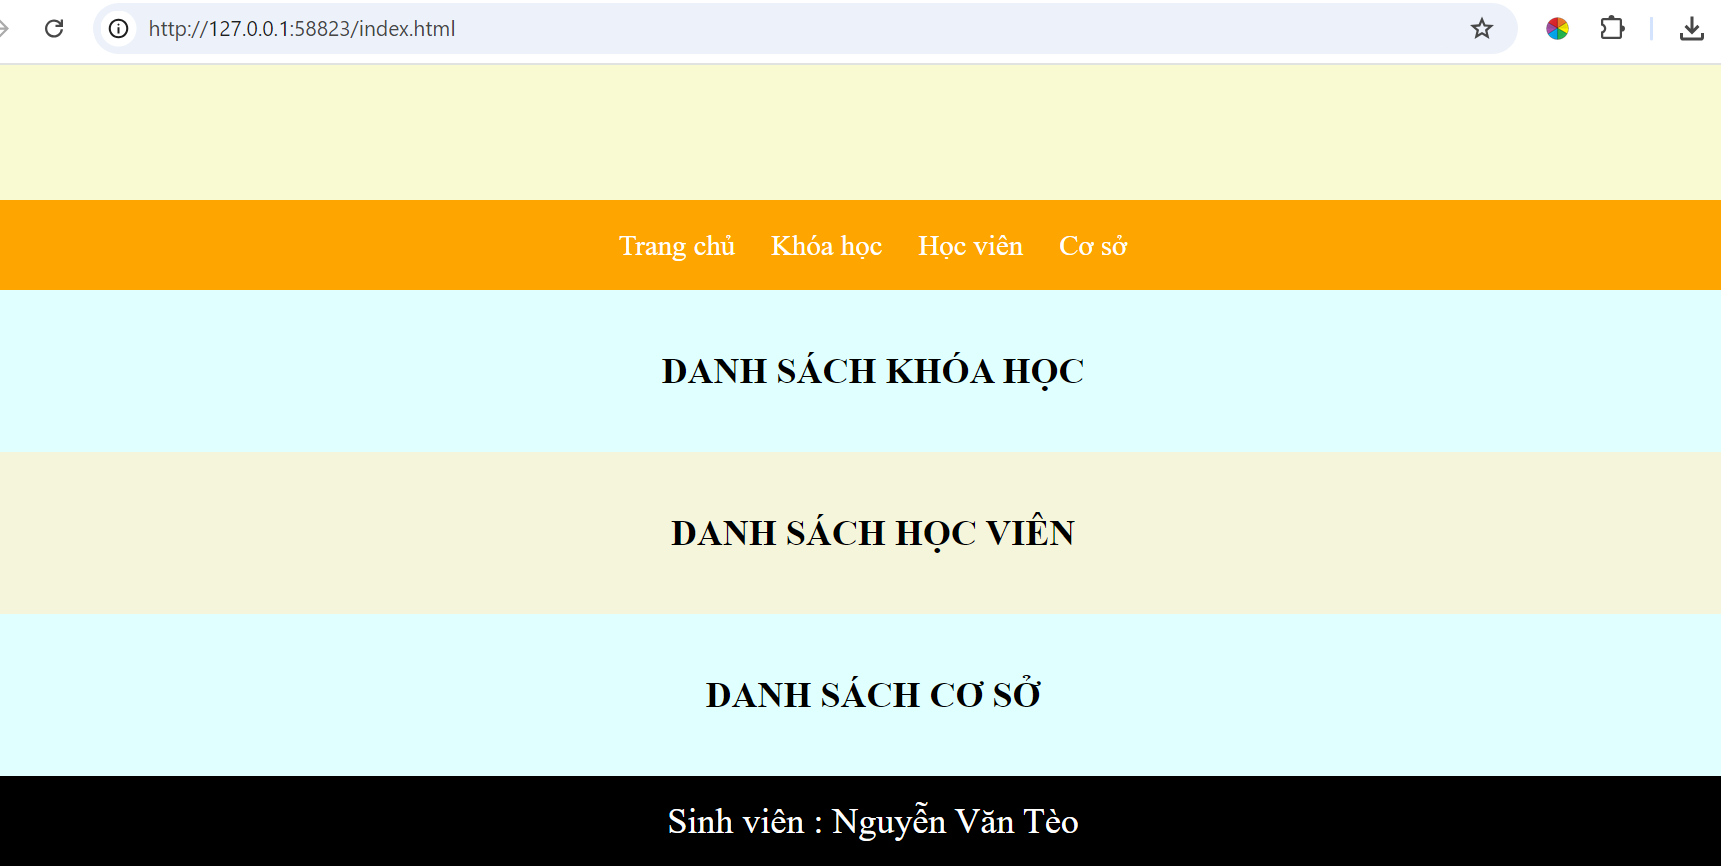 http://127.0.0.1:58823/index.html
Trang chủ Khóa học Học viên Cơ sở
DANH SÁCH KHÓA HỌC
DANH SÁCH HỌC VIÊN
DANH SÁCH CƠ SỞ
Sinh viên : Nguyễn Văn Tèo